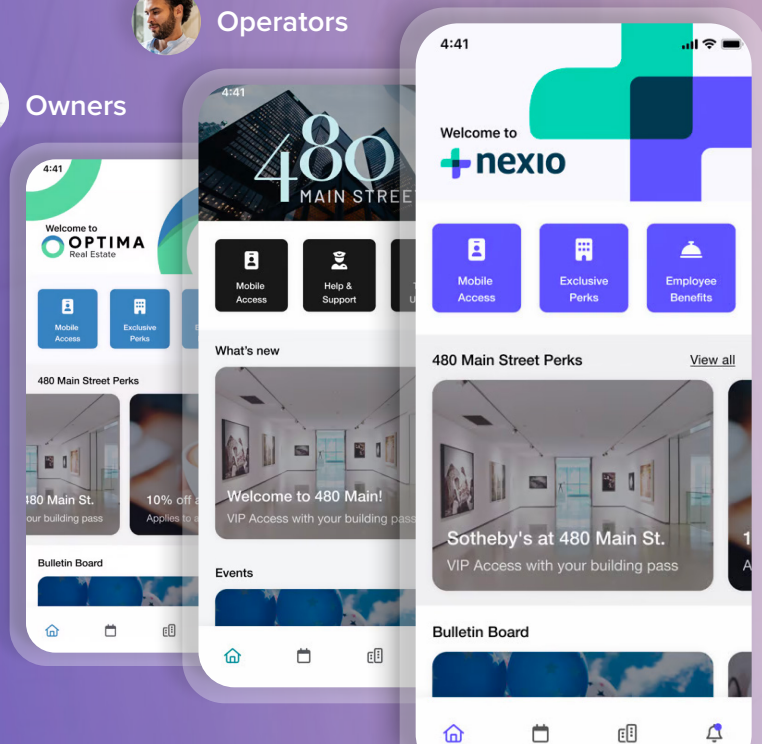 Operators
Owners
4:41
Welcome to
OPTIMA
Real Estate
Mobile
Access
Exclusive
Perks
480 Main Street Perks
480 Main St.
our building pass
10% off
Applies to
Bulletin Board
4:41
480
MAIN STREE
Mobile
Access
Help &
Support
What's new
Welcome to 480 Main!
VIP Access with your building pass
Events
4:41
Welcome to
nexio
Mobile
Access
Exclusive
Perks
Employee
Benefits
480 Main Street Perks
View all
Sotheby's at 480 Main St.
VIP Access with your building pass
1
A
Bulletin Board